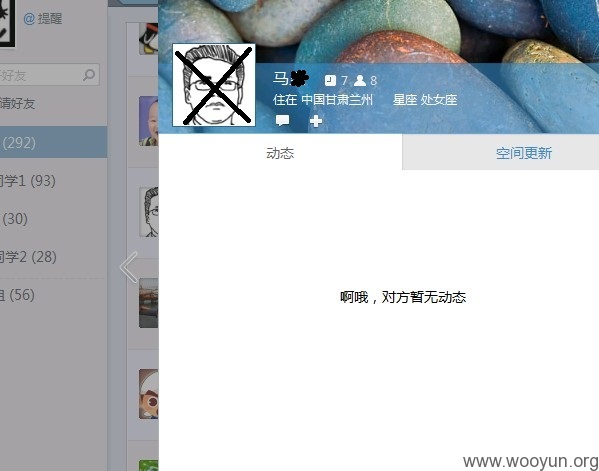 @ 提醒
好友
请好友
(292)
同学1 (93)
(30)
同学2 (28)
组 (56)
马
7
8
住在 中国甘肃兰州 星座 处女座
动态
空间更新
啊哦，对方暂无动态
www.wooyun.org